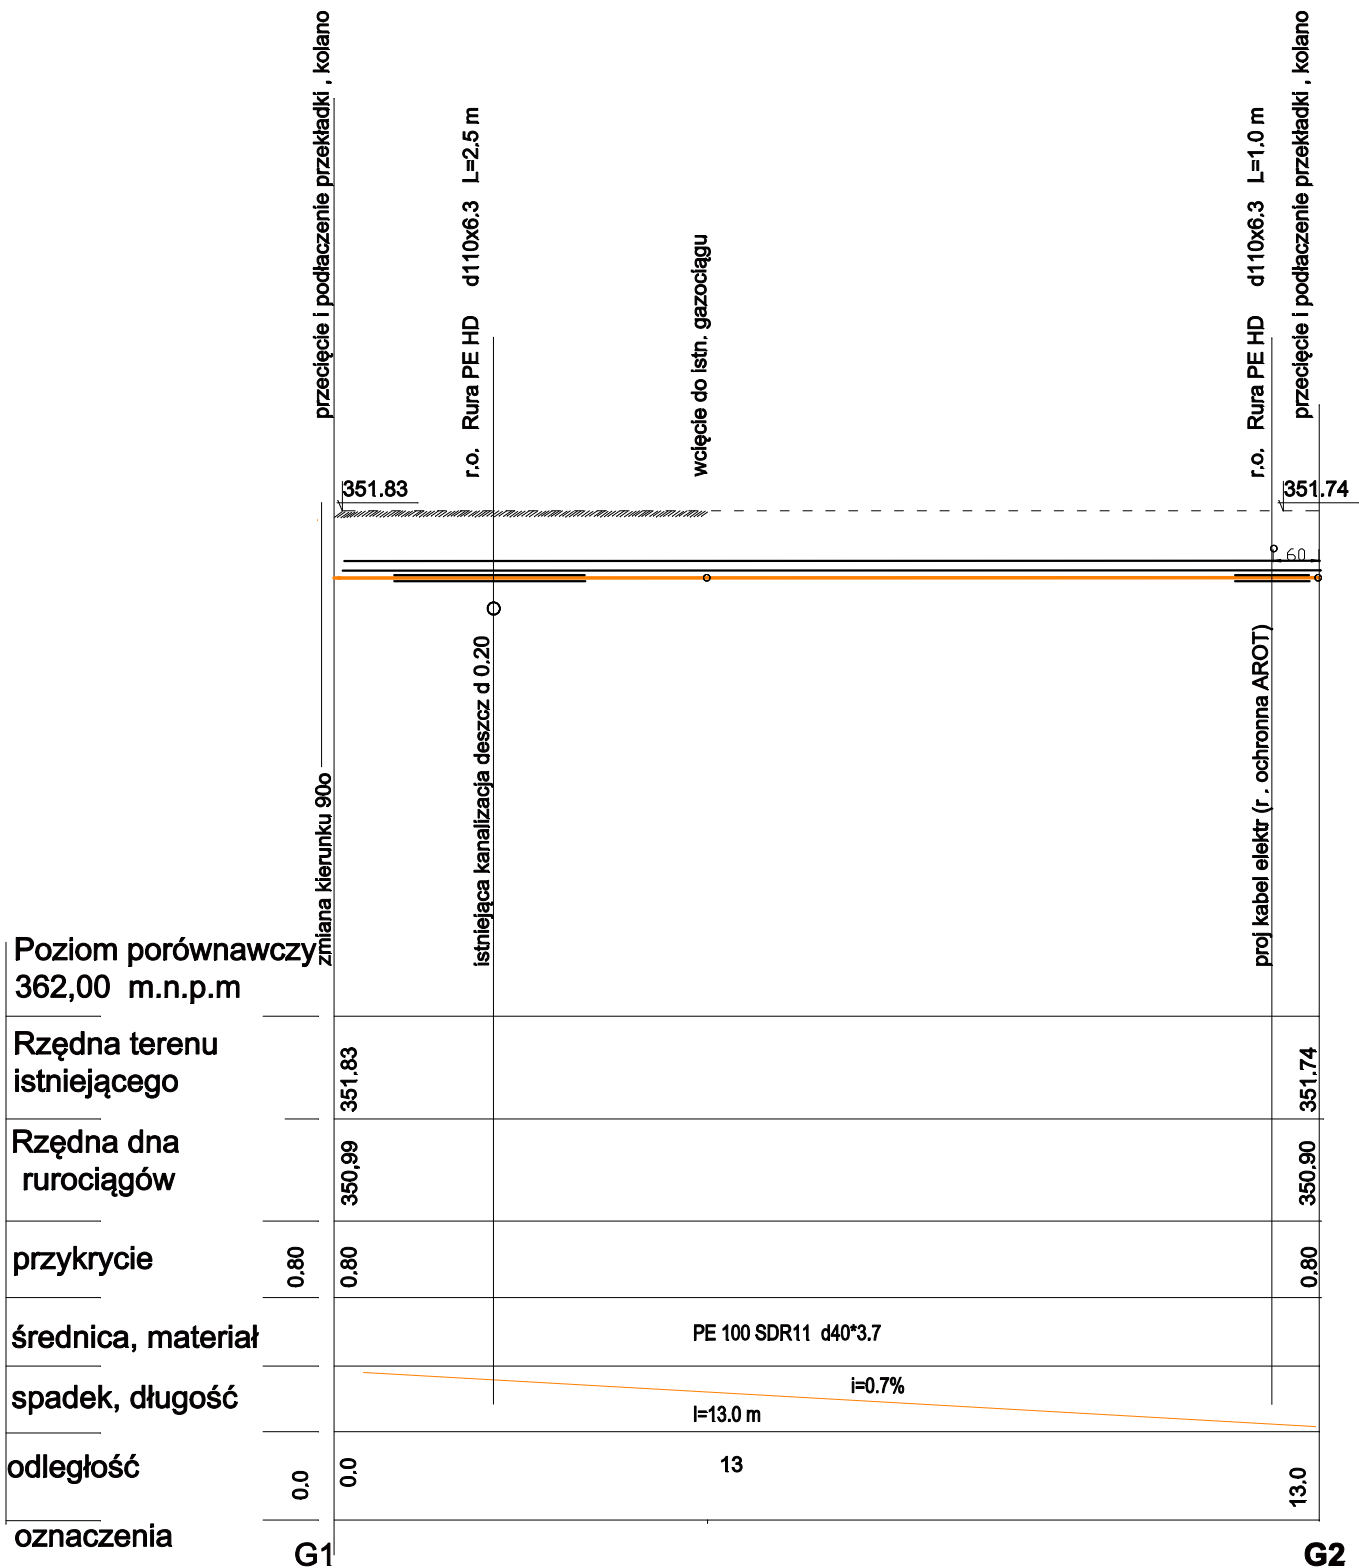 przecięcie i podłaczenie przekładki , kolano
r.o. Rura PE HD d110x6.3 L=2.5 m
wcięcie do istn. gazociągu
r.o. Rura PE HD d110x6.3 L=1.0 m
przecięcie i podłaczenie przekładki , kolano
351.83
351.74
60
zmiana kierunku 90o
istniejąca kanalizacja deszcz d 0.20
proj kabel elektr (r . ochronna AROT)
Poziom porównawczy
362,00 m.n.p.m
Rzędna terenu
istniejącego
351.83
351.74
Rzędna dna
rurociągów
350,99
350.90
przykrycie
0.80
0.80
0.80
średnica, materiał
PE 100 SDR11 d40*3.7
spadek, długość
i=0.7%
l=13.0 m
odległość
0.0
0.0
13
13.0
oznaczenia
G1
G2